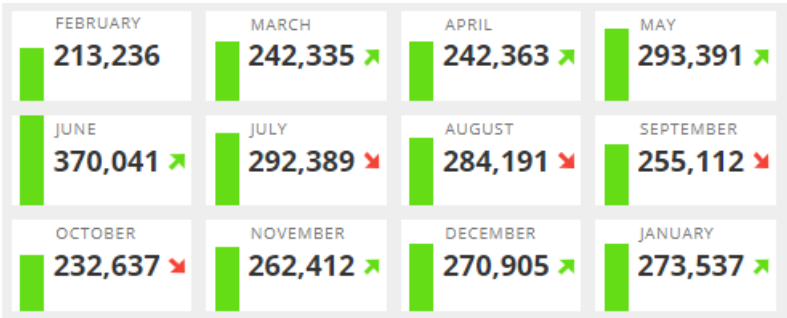 FEBRUARY
213,236
MARCH
242,335
APRIL
242,363
MAY
293,391
JUNE
370,041
JULY
292,389
AUGUST
284,191
SEPTEMBER
255,112
OCTOBER
232,637
NOVEMBER
262,412
DECEMBER
270,905
JANUARY
273,537